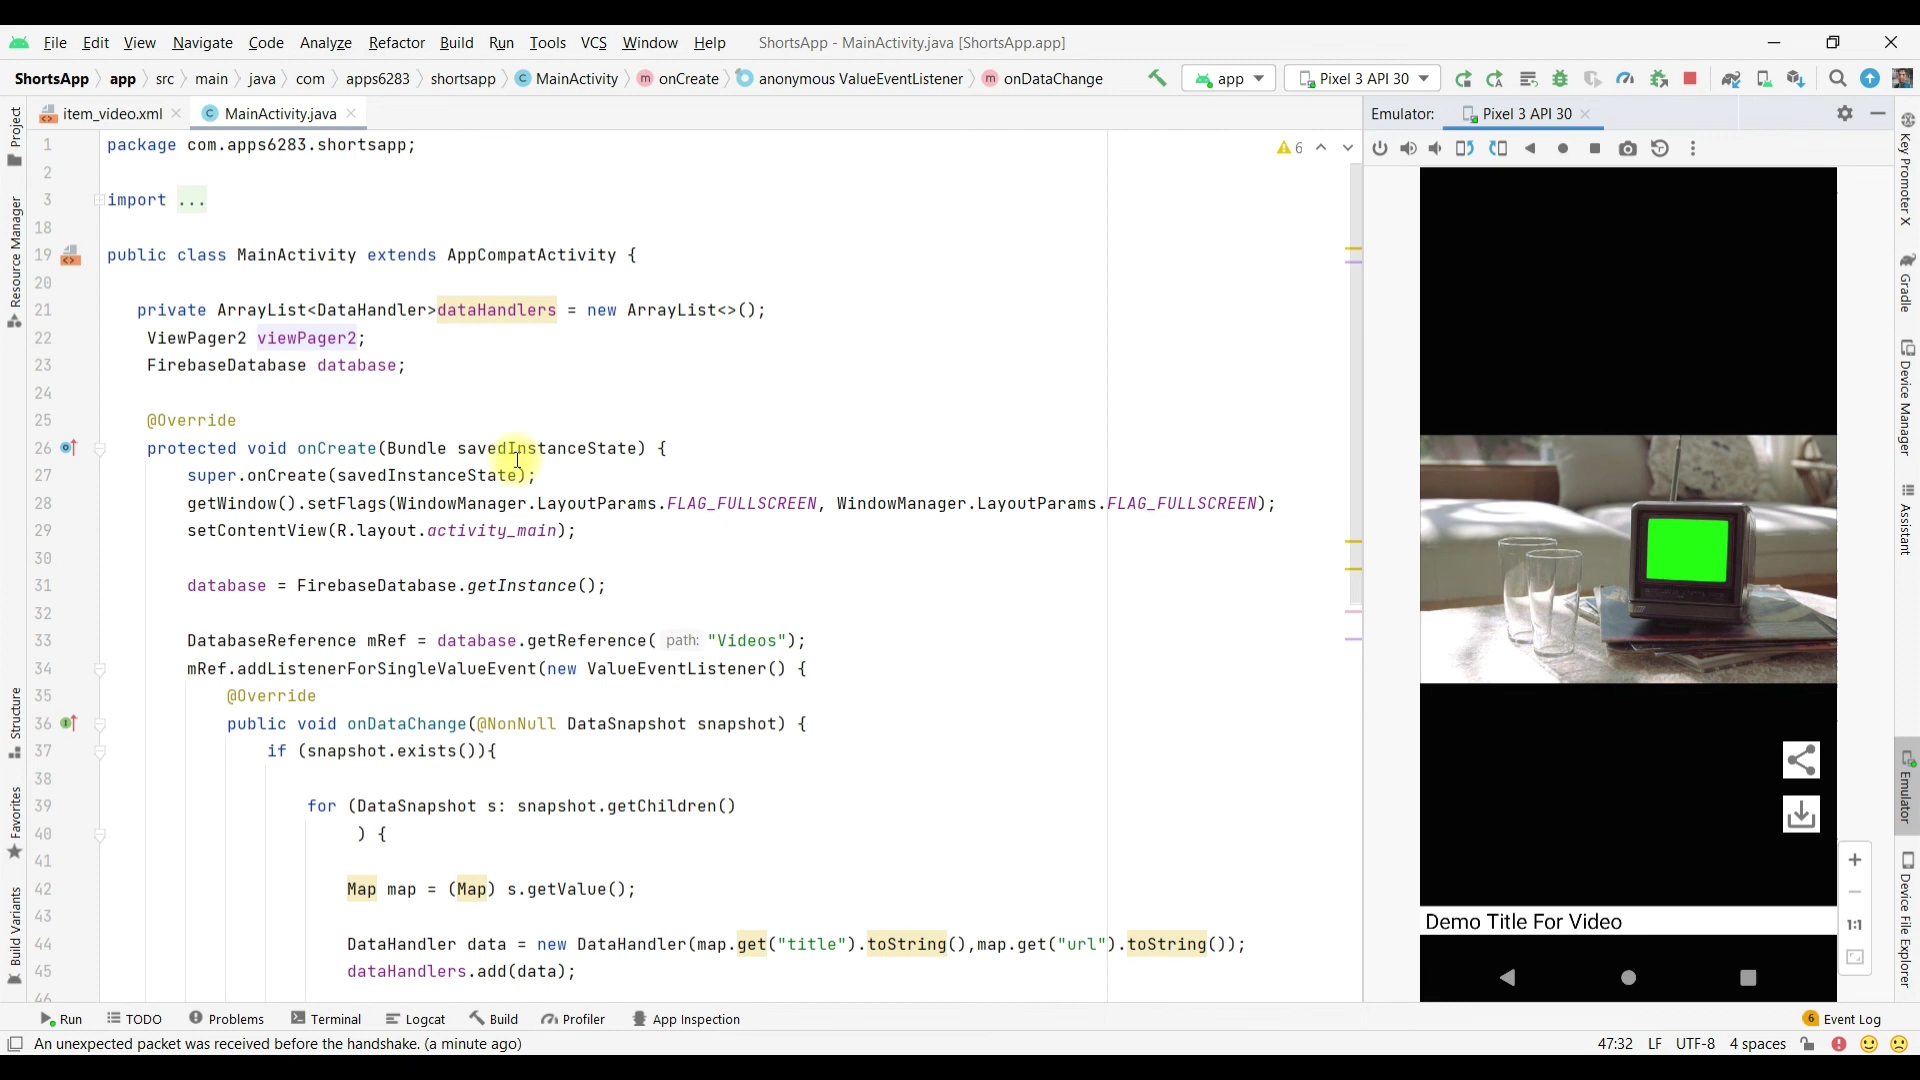 File Edit View Navigate Code Analyze Refactor Build Run Tools VCS Window Help ShortsApp - MainActivity.java [ShortsApp.app]
ShortsApp app src main java com apps6283 shortsapp C MainActivity m onCreate anonymous ValueEventListener m onDataChange app Pixel 3 API 30
item_video.xml C MainActivity.java Emulator: Pixel 3 API 30
Project
Resource Manager
Structure
Favorites
Build Variants
1 package com.apps6283.shortsapp; 6
2
3 import ...
18
19 public class MainActivity extends AppCompatActivity {
20
21 private ArrayList<DataHandler>dataHandlers = new ArrayList<>();
22 ViewPager2 viewPager2;
23 FirebaseDatabase database;
24
25 @Override
26 protected void onCreate(Bundle savedInstanceState) {
27 super.onCreate(savedInstanceState);
28 getWindow().setFlags(WindowManager.LayoutParams.FLAG_FULLSCREEN, WindowManager.LayoutParams.FLAG_FULLSCREEN);
29 setContentView(R.layout.activity_main);
30
31 database = FirebaseDatabase.getInstance();
32
33 DatabaseReference mRef = database.getReference( path: "Videos");
34 mRef.addListenerForSingleValueEvent(new ValueEventListener() {
35 @Override
36 public void onDataChange(@NonNull DataSnapshot snapshot) {
37 if (snapshot.exists()){
38
39 for (DataSnapshot s: snapshot.getChildren()
40 ) {
41
42 Map map = (Map) s.getValue();
43
44 DataHandler data = new DataHandler(map.get("title").toString(),map.get("url").toString());
45 dataHandlers.add(data);
46
Demo Title For Video
1:1
Key Promoter X
Gradle
Device Manager
Assistant
Emulator
Device File Explorer
Run TODO Problems Terminal Logcat Build Profiler App Inspection 6 Event Log
An unexpected packet was received before the handshake. (a minute ago) 47:32 LF UTF-8 4 spaces